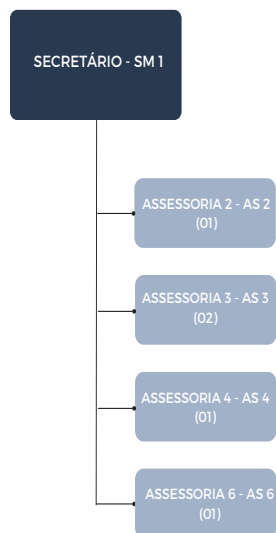 SECRETÁRIO - SM 1
ASSESSORIA 2 - AS 2
(01)
ASSESSORIA 3 - AS 3
(02)
ASSESSORIA 4 - AS 4
(01)
ASSESSORIA 6 - AS 6
(01)